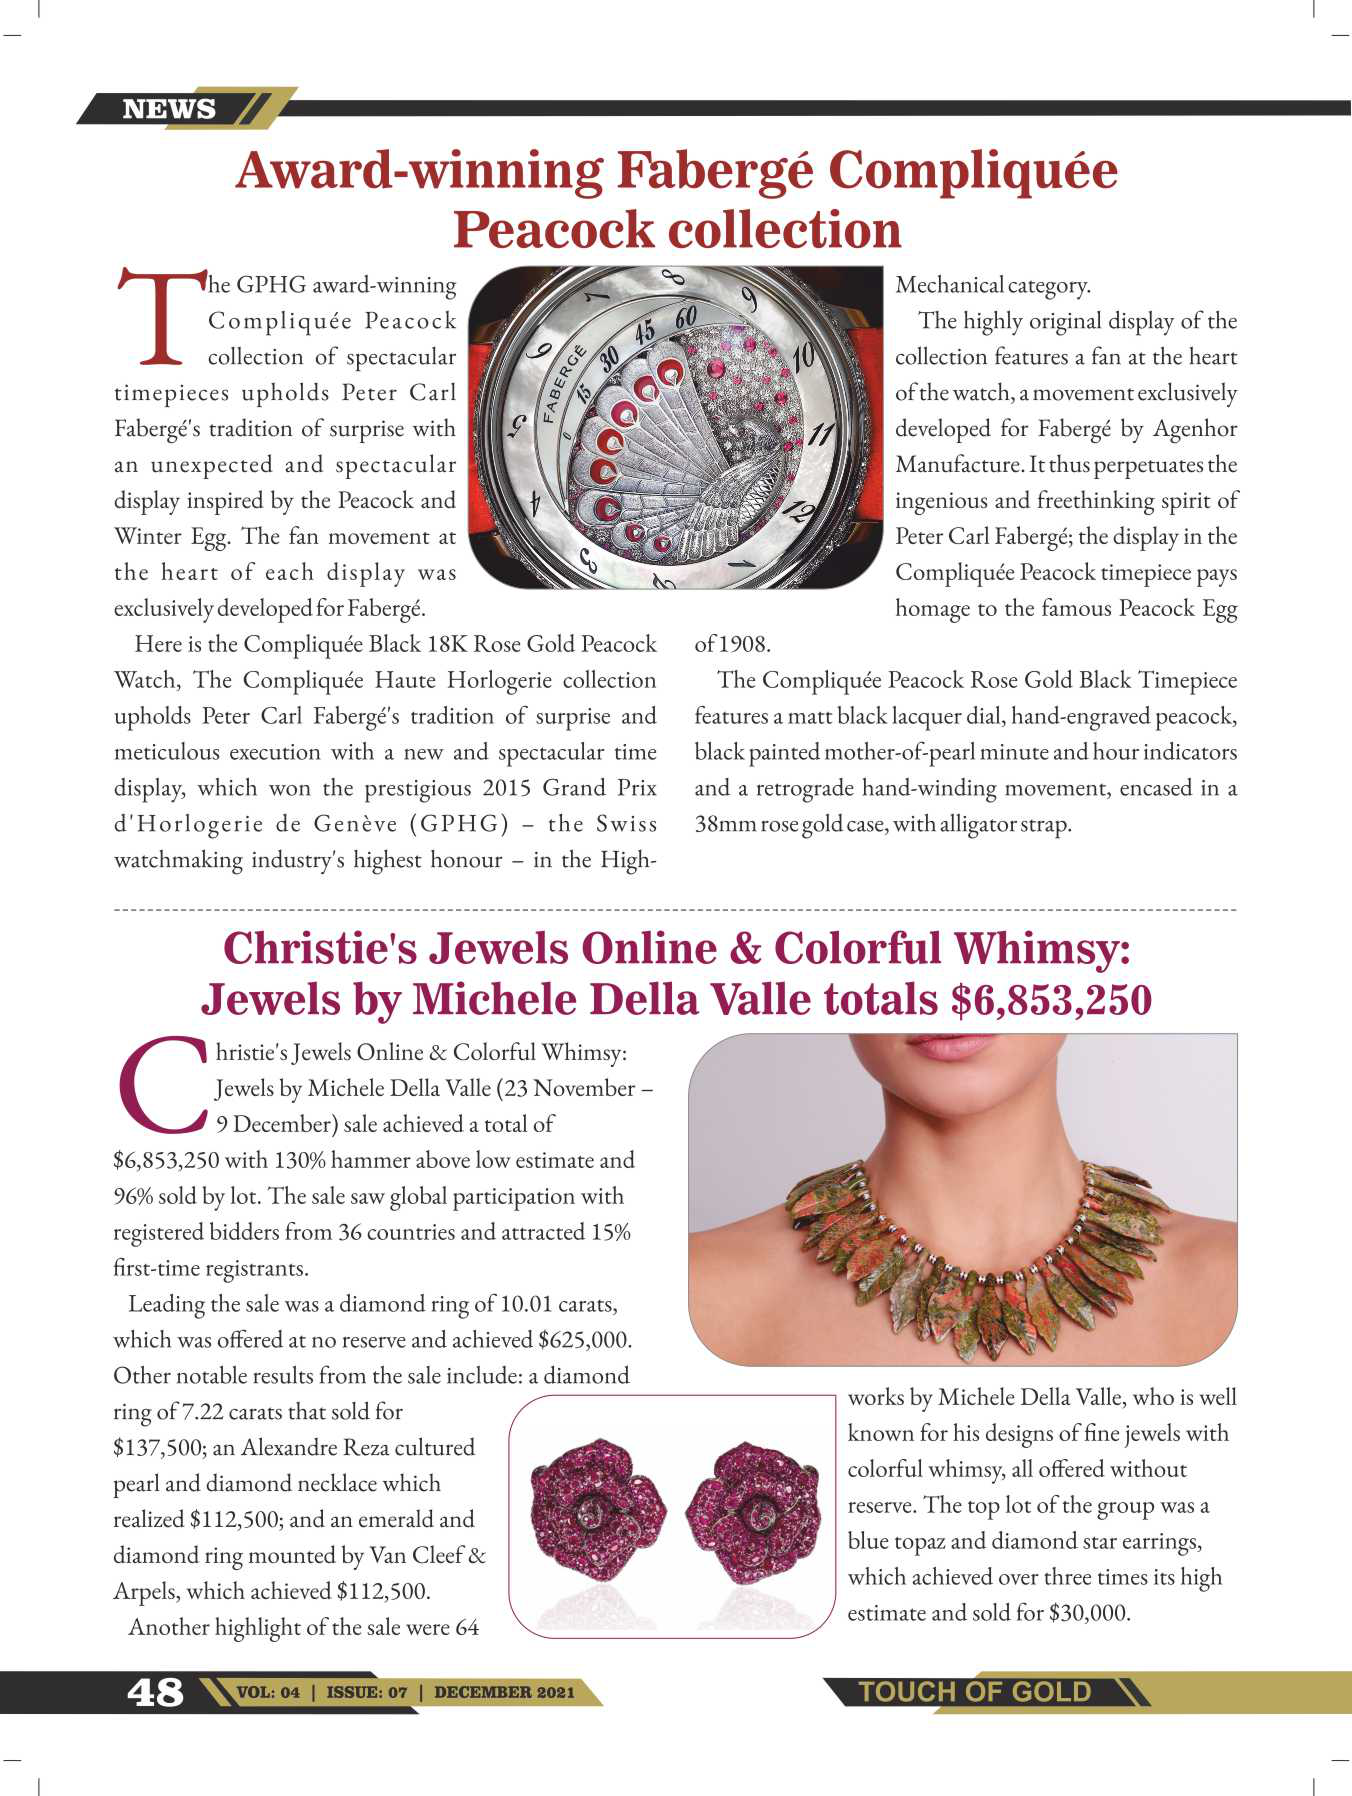 NEWS
Award-winning Fabergé Compliquée
Peacock collection
The GPHG award-winning
Compliquée Peacock
collection of spectacular
timepieces upholds Peter Carl
Fabergé's tradition of surprise with
an unexpected and spectacular
display inspired by the Peacock and
Winter Egg. The fan movement at
the heart of each display was
exclusively developed for Fabergé.
Here is the Compliquée Black 18K Rose Gold Peacock
Watch, The Compliquée Haute Horlogerie collection
upholds Peter Carl Fabergé's tradition of surprise and
meticulous execution with a new and spectacular time
display, which won the prestigious 2015 Grand Prix
d'Horlogerie de Genève (GPHG) – the Swiss
watchmaking industry's highest honour – in the High-
FABERGÉ
0 15 30 45 60
1 2 3 4 5 6 7 8 9 10 11 12
Mechanical category.
The highly original display of the
collection features a fan at the heart
of the watch, a movement exclusively
developed for Fabergé by Agenhor
Manufacture. It thus perpetuates the
ingenious and freethinking spirit of
Peter Carl Fabergé; the display in the
Compliquée Peacock timepiece pays
homage to the famous Peacock Egg
of 1908.
The Compliquée Peacock Rose Gold Black Timepiece
features a matt black lacquer dial, hand-engraved peacock,
black painted mother-of-pearl minute and hour indicators
and a retrograde hand-winding movement, encased in a
38mm rose gold case, with alligator strap.
Christie's Jewels Online & Colorful Whimsy:
Jewels by Michele Della Valle totals $6,853,250
Christie's Jewels Online & Colorful Whimsy:
Jewels by Michele Della Valle (23 November –
9 December) sale achieved a total of
$6,853,250 with 130% hammer above low estimate and
96% sold by lot. The sale saw global participation with
registered bidders from 36 countries and attracted 15%
first-time registrants.
Leading the sale was a diamond ring of 10.01 carats,
which was offered at no reserve and achieved $625,000.
Other notable results from the sale include: a diamond
ring of 7.22 carats that sold for
$137,500; an Alexandre Reza cultured
pearl and diamond necklace which
realized $112,500; and an emerald and
diamond ring mounted by Van Cleef &
Arpels, which achieved $112,500.
Another highlight of the sale were 64
works by Michele Della Valle, who is well
known for his designs of fine jewels with
colorful whimsy, all offered without
reserve. The top lot of the group was a
blue topaz and diamond star earrings,
which achieved over three times its high
estimate and sold for $30,000.
48 VOL: 04 | ISSUE: 07 | DECEMBER 2021
TOUCH OF GOLD